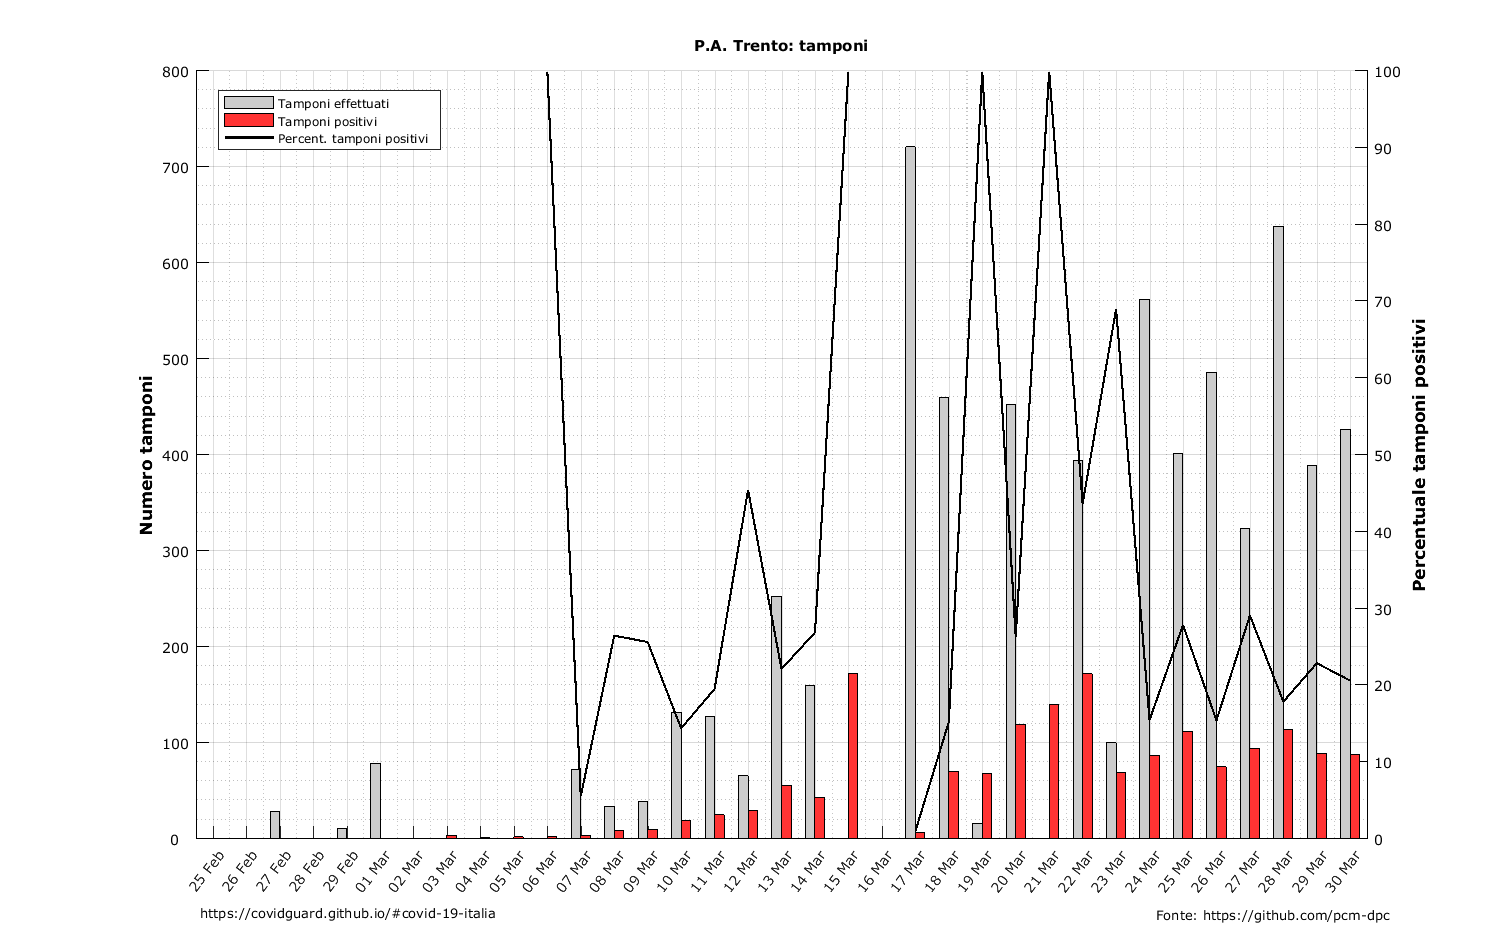 P.A. Trento: tamponi
Tamponi effettuati
Tamponi positivi
Percent. tamponi positivi
Numero tamponi
800
700
600
500
400
300
200
100
0
Percentuale tamponi positivi
100
90
80
70
60
50
40
30
20
10
0
25 Feb
26 Feb
27 Feb
28 Feb
29 Feb
01 Mar
02 Mar
03 Mar
04 Mar
05 Mar
06 Mar
07 Mar
08 Mar
09 Mar
10 Mar
11 Mar
12 Mar
13 Mar
14 Mar
15 Mar
16 Mar
17 Mar
18 Mar
19 Mar
20 Mar
21 Mar
22 Mar
23 Mar
24 Mar
25 Mar
26 Mar
27 Mar
28 Mar
29 Mar
30 Mar
https://covidguard.github.io/#covid-19-italia
Fonte: https://github.com/pcm-dpc